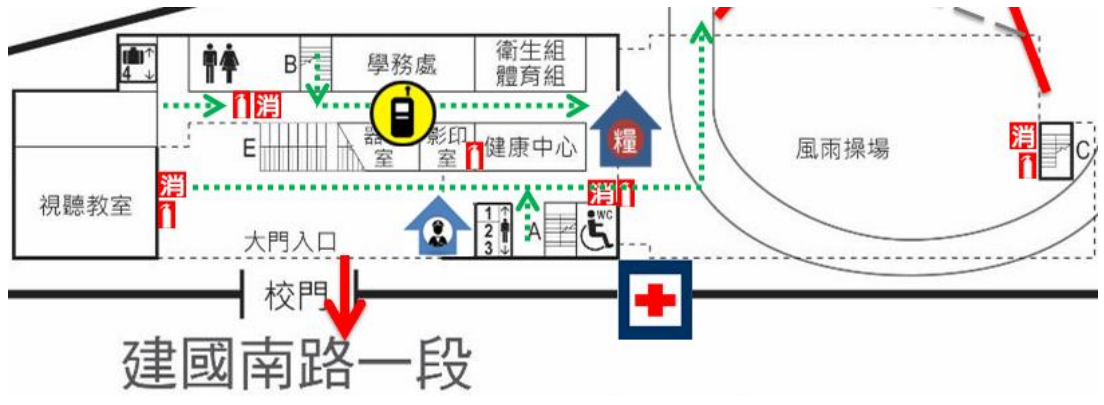 4
B
學務處
衛生組
體育組
消
E
器
室
影印
室
健康中心
糧
風雨操場
消
C
視聽教室
消
消
大門入口
1
2
3
A
WC
校門
建國南路一段